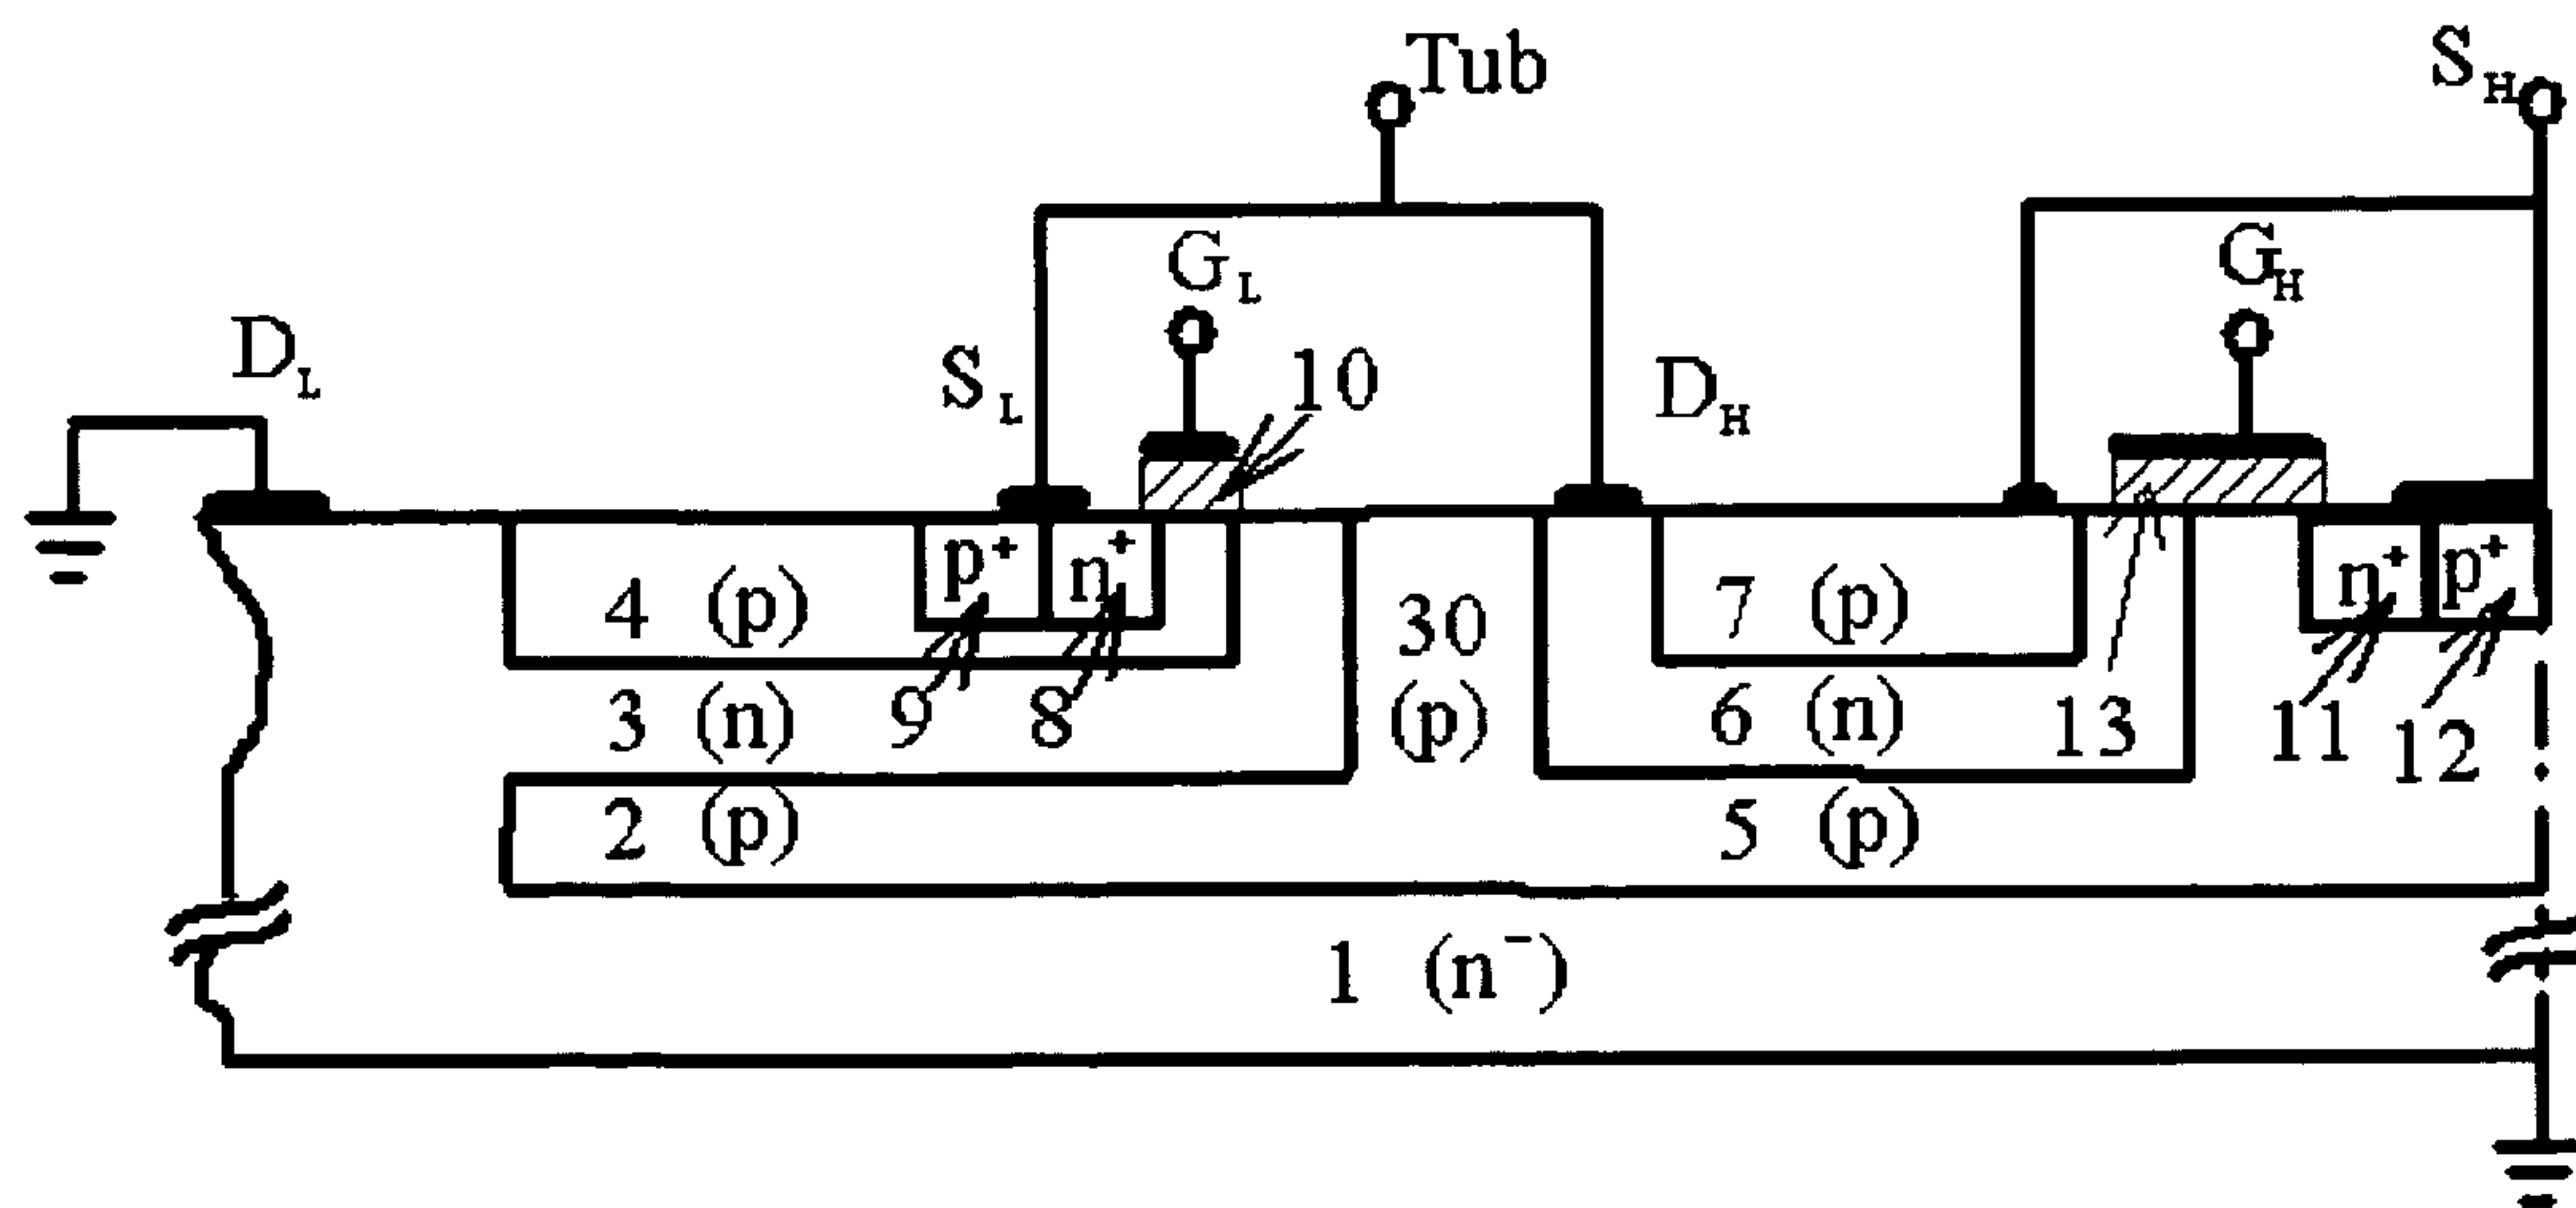 Tub
S_H
G_L
G_H
D_L
S_L
10
D_H
p⁺ n⁺
n⁺ p⁺
4 (p)
30
(p)
7 (p)
3 (n)
9
8
6 (n)
13
11
12
2 (p)
5 (p)
1 (n⁻)